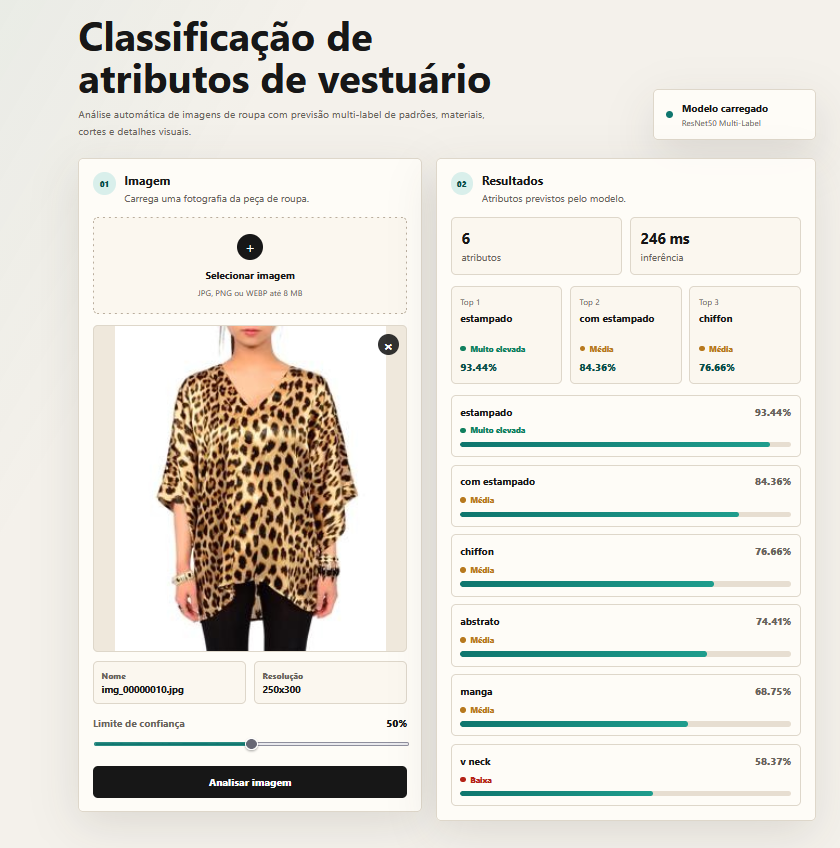 Classificação de
atributos de vestuário
Análise automática de imagens de roupa com previsão multi-label de padrões, materiais,
cortes e detalhes visuais.
Modelo carregado
ResNet50 Multi-Label
01
Imagem
Carrega uma fotografia da peça de roupa.
+
Selecionar imagem
JPG, PNG ou WEBP até 8 MB
×
Nome
img_00000010.jpg
Resolução
250x300
Limite de confiança
50%
Analisar imagem
02
Resultados
Atributos previstos pelo modelo.
6
atributos
246 ms
inferência
Top 1
estampado
Muito elevada
93.44%
Top 2
com estampado
Média
84.36%
Top 3
chiffon
Média
76.66%
estampado
93.44%
Muito elevada
com estampado
84.36%
Média
chiffon
76.66%
Média
abstrato
74.41%
Média
manga
68.75%
Média
v neck
58.37%
Baixa